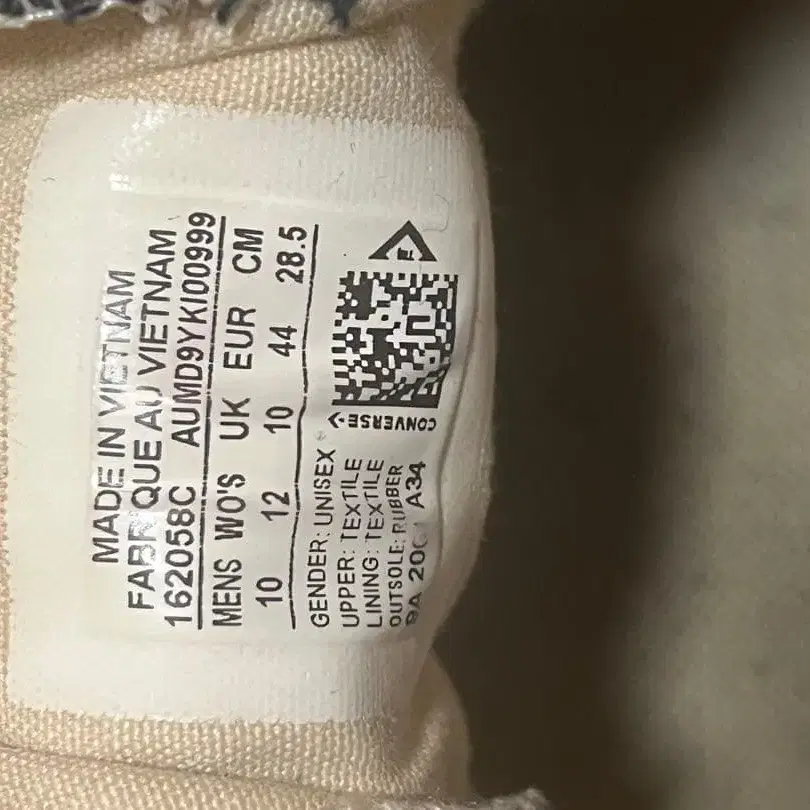 MADE IN VIETNAM
FABRIQUE AU VIETNAM
162058C AUMD9YKI00999
MENS WO'S UK EUR CM
10 12 10 44 28.5
GENDER: UNISEX
UPPER: TEXTILE
LINING: TEXTILE
OUTSOLE: RUBBER
A34
CONVERSE